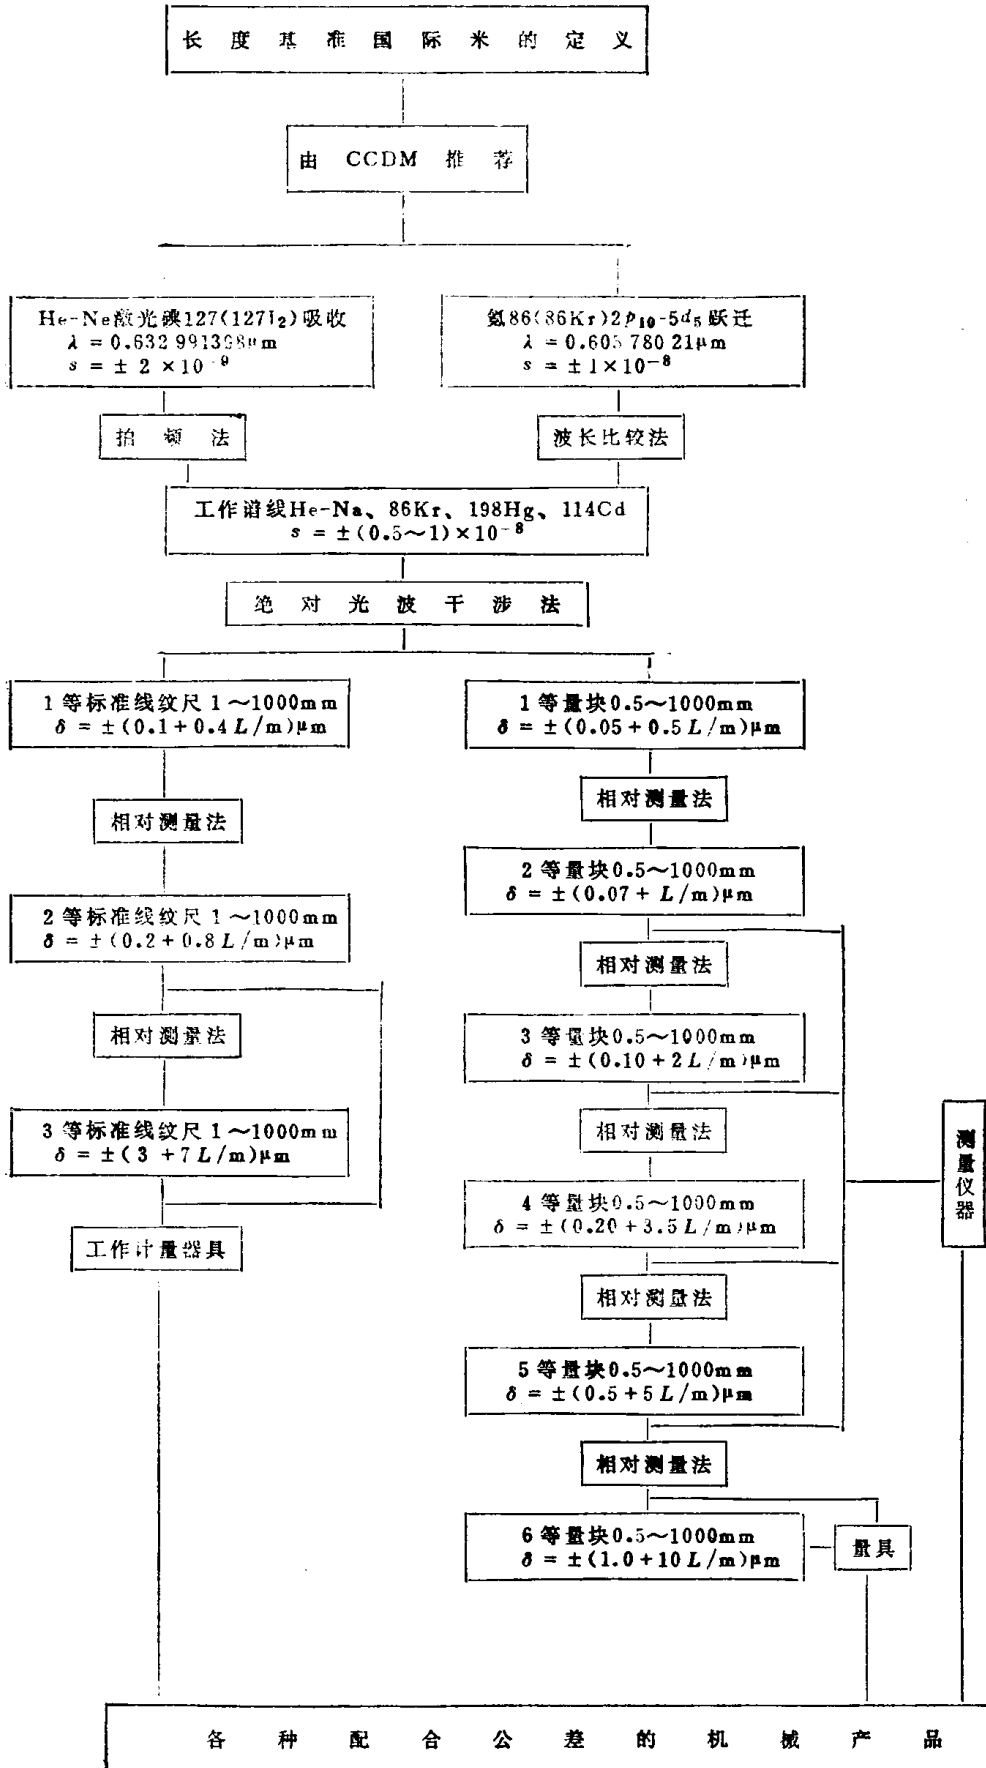 长度基准国际米的定义
由 CCDM 推荐
He-Ne激光碘127(127I₂)吸收
λ = 0.632 991398μm
s = ± 2 × 10⁻⁹
氪86(86Kr)2p₁₀-5d₅跃迁
λ = 0.605 780 21μm
s = ± 1×10⁻⁸
拍频法
波长比较法
工作谱线He-Na、86Kr、198Hg、114Cd
s = ±(0.5～1)×10⁻⁸
绝对光波干涉法
1等标准线纹尺 1～1000mm
δ = ±(0.1+0.4L/m)μm
1等量块0.5～1000mm
δ = ±(0.05+0.5L/m)μm
相对测量法
相对测量法
2等标准线纹尺 1～1000mm
δ = ±(0.2+0.8L/m)μm
2等量块0.5～1000mm
δ = ±(0.07+L/m)μm
相对测量法
相对测量法
3等标准线纹尺 1～1000mm
δ = ±(3+7L/m)μm
3等量块0.5～1000mm
δ = ±(0.10+2L/m)μm
相对测量法
工作计量器具
4等量块0.5～1000mm
δ = ±(0.20+3.5L/m)μm
测量仪器
相对测量法
5等量块0.5～1000mm
δ = ±(0.5+5L/m)μm
相对测量法
6等量块0.5～1000mm
δ = ±(1.0+10L/m)μm
量具
各种配合公差的机械产品